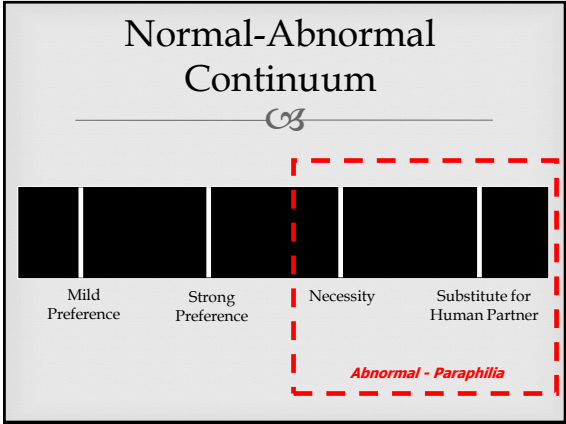 Normal-Abnormal
Continuum
Mild
Preference
Strong
Preference
Necessity
Substitute for
Human Partner
Abnormal - Paraphilia